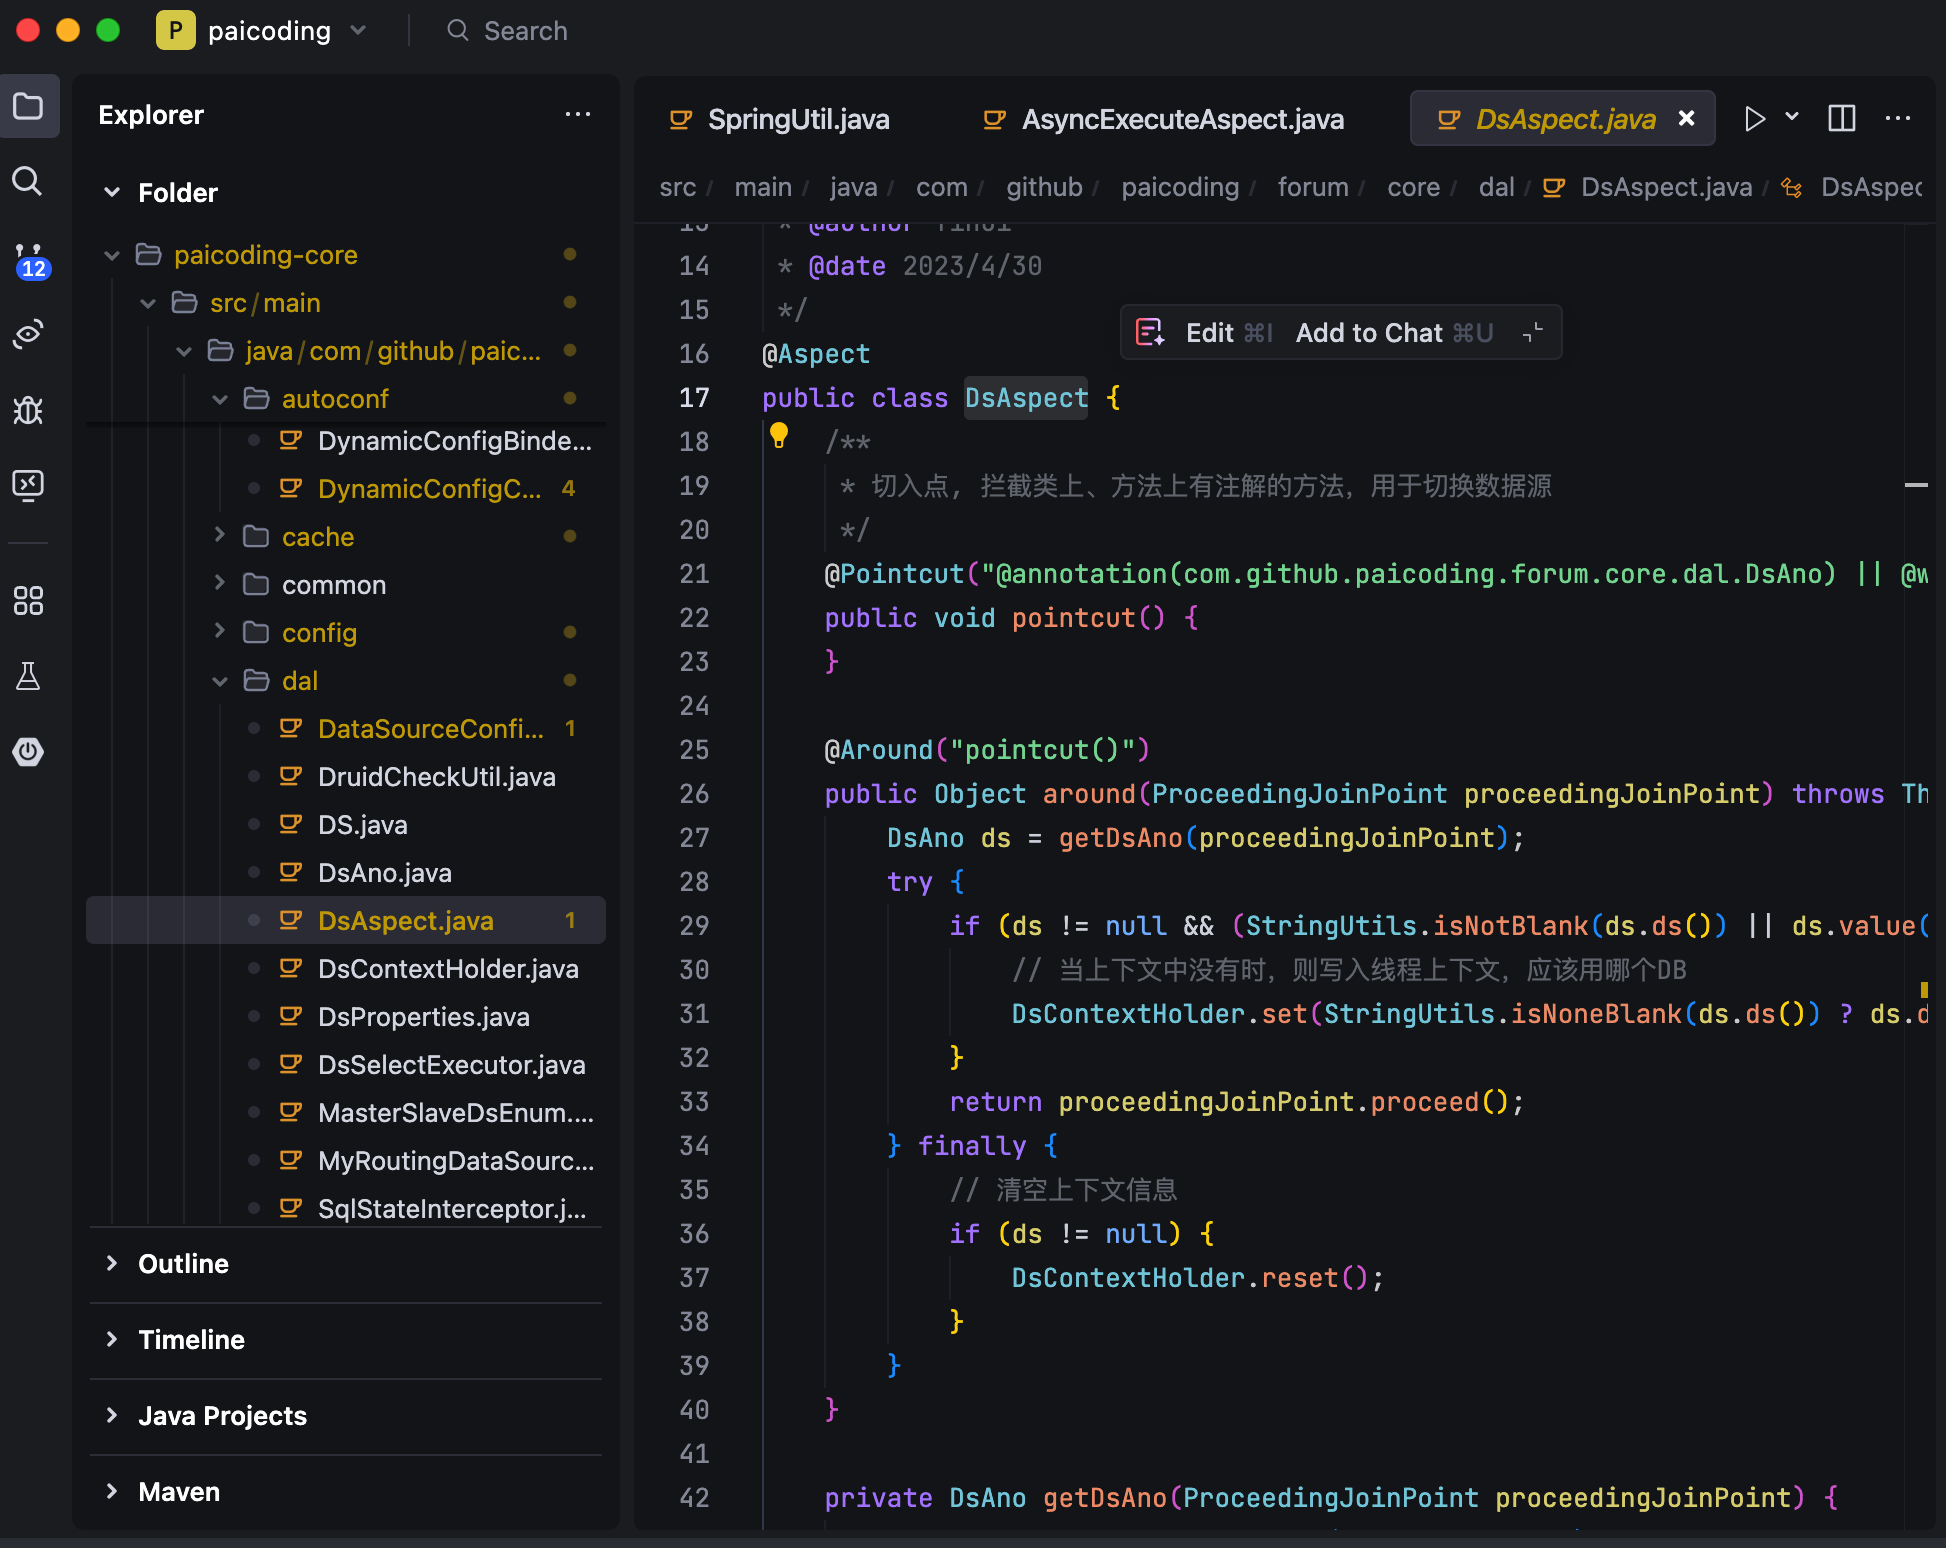 P paicoding
Search
Explorer
Folder
paicoding-core
src/main
java/com/github/paic...
autoconf
DynamicConfigBinde...
DynamicConfigC... 4
cache
common
config
dal
DataSourceConfi... 1
DruidCheckUtil.java
DS.java
DsAno.java
DsAspect.java 1
DsContextHolder.java
DsProperties.java
DsSelectExecutor.java
MasterSlaveDsEnum....
MyRoutingDataSourc...
SqlStateInterceptor.j...
Outline
Timeline
Java Projects
Maven
12
SpringUtil.java
AsyncExecuteAspect.java
DsAspect.java
src / main / java / com / github / paicoding / forum / core / dal / DsAspect.java / DsAspec
13 * @author
14 * @date 2023/4/30
15 */
Edit ⌘I Add to Chat ⌘U
16 @Aspect
17 public class DsAspect {
18 /**
19 * 切入点, 拦截类上、方法上有注解的方法，用于切换数据源
20 */
21 @Pointcut("@annotation(com.github.paicoding.forum.core.dal.DsAno) || @w
22 public void pointcut() {
23 }
24
25 @Around("pointcut()")
26 public Object around(ProceedingJoinPoint proceedingJoinPoint) throws Th
27 DsAno ds = getDsAno(proceedingJoinPoint);
28 try {
29 if (ds != null && (StringUtils.isNotBlank(ds.ds()) || ds.value(
30 // 当上下文中没有时，则写入线程上下文，应该用哪个DB
31 DsContextHolder.set(StringUtils.isNoneBlank(ds.ds()) ? ds.d
32 }
33 return proceedingJoinPoint.proceed();
34 } finally {
35 // 清空上下文信息
36 if (ds != null) {
37 DsContextHolder.reset();
38 }
39 }
40 }
41
42 private DsAno getDsAno(ProceedingJoinPoint proceedingJoinPoint) {